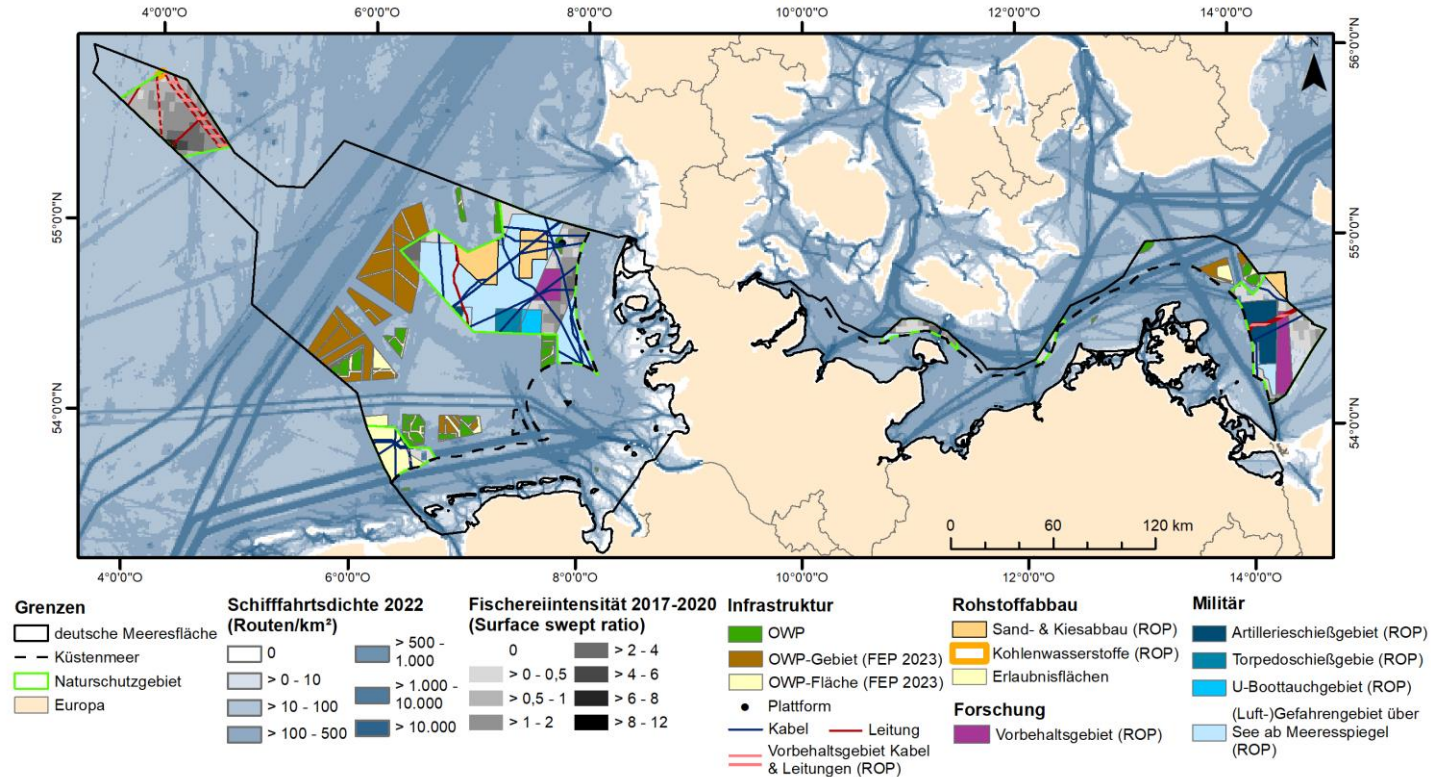 4°0'0"O 6°0'0"O 8°0'0"O 10°0'0"O 12°0'0"O 14°0'0"O
56°0'0"N
N
55°0'0"N
55°0'0"N
54°0'0"N
54°0'0"N
0 60 120 km
4°0'0"O 6°0'0"O 8°0'0"O 10°0'0"O 12°0'0"O 14°0'0"O
Grenzen
deutsche Meeresfläche
Küstenmeer
Naturschutzgebiet
Europa
Schifffahrtsdichte 2022
(Routen/km²)
0
> 0 - 10
> 10 - 100
> 100 - 500
> 500 -
1.000
> 1.000 -
10.000
> 10.000
Fischereiintensität 2017-2020
(Surface swept ratio)
0
> 0 - 0,5
> 0,5 - 1
> 1 - 2
> 2 - 4
> 4 - 6
> 6 - 8
> 8 - 12
Infrastruktur
OWP
OWP-Gebiet (FEP 2023)
OWP-Fläche (FEP 2023)
Plattform
Kabel Leitung
Vorbehaltsgebiet Kabel
& Leitungen (ROP)
Rohstoffabbau
Sand- & Kiesabbau (ROP)
Kohlenwasserstoffe (ROP)
Erlaubnisflächen
Forschung
Vorbehaltsgebiet (ROP)
Militär
Artillerieschießgebiet (ROP)
Torpedoschießgebie (ROP)
U-Boottauchgebiet (ROP)
(Luft-)Gefahrengebiet über
See ab Meeresspiegel
(ROP)